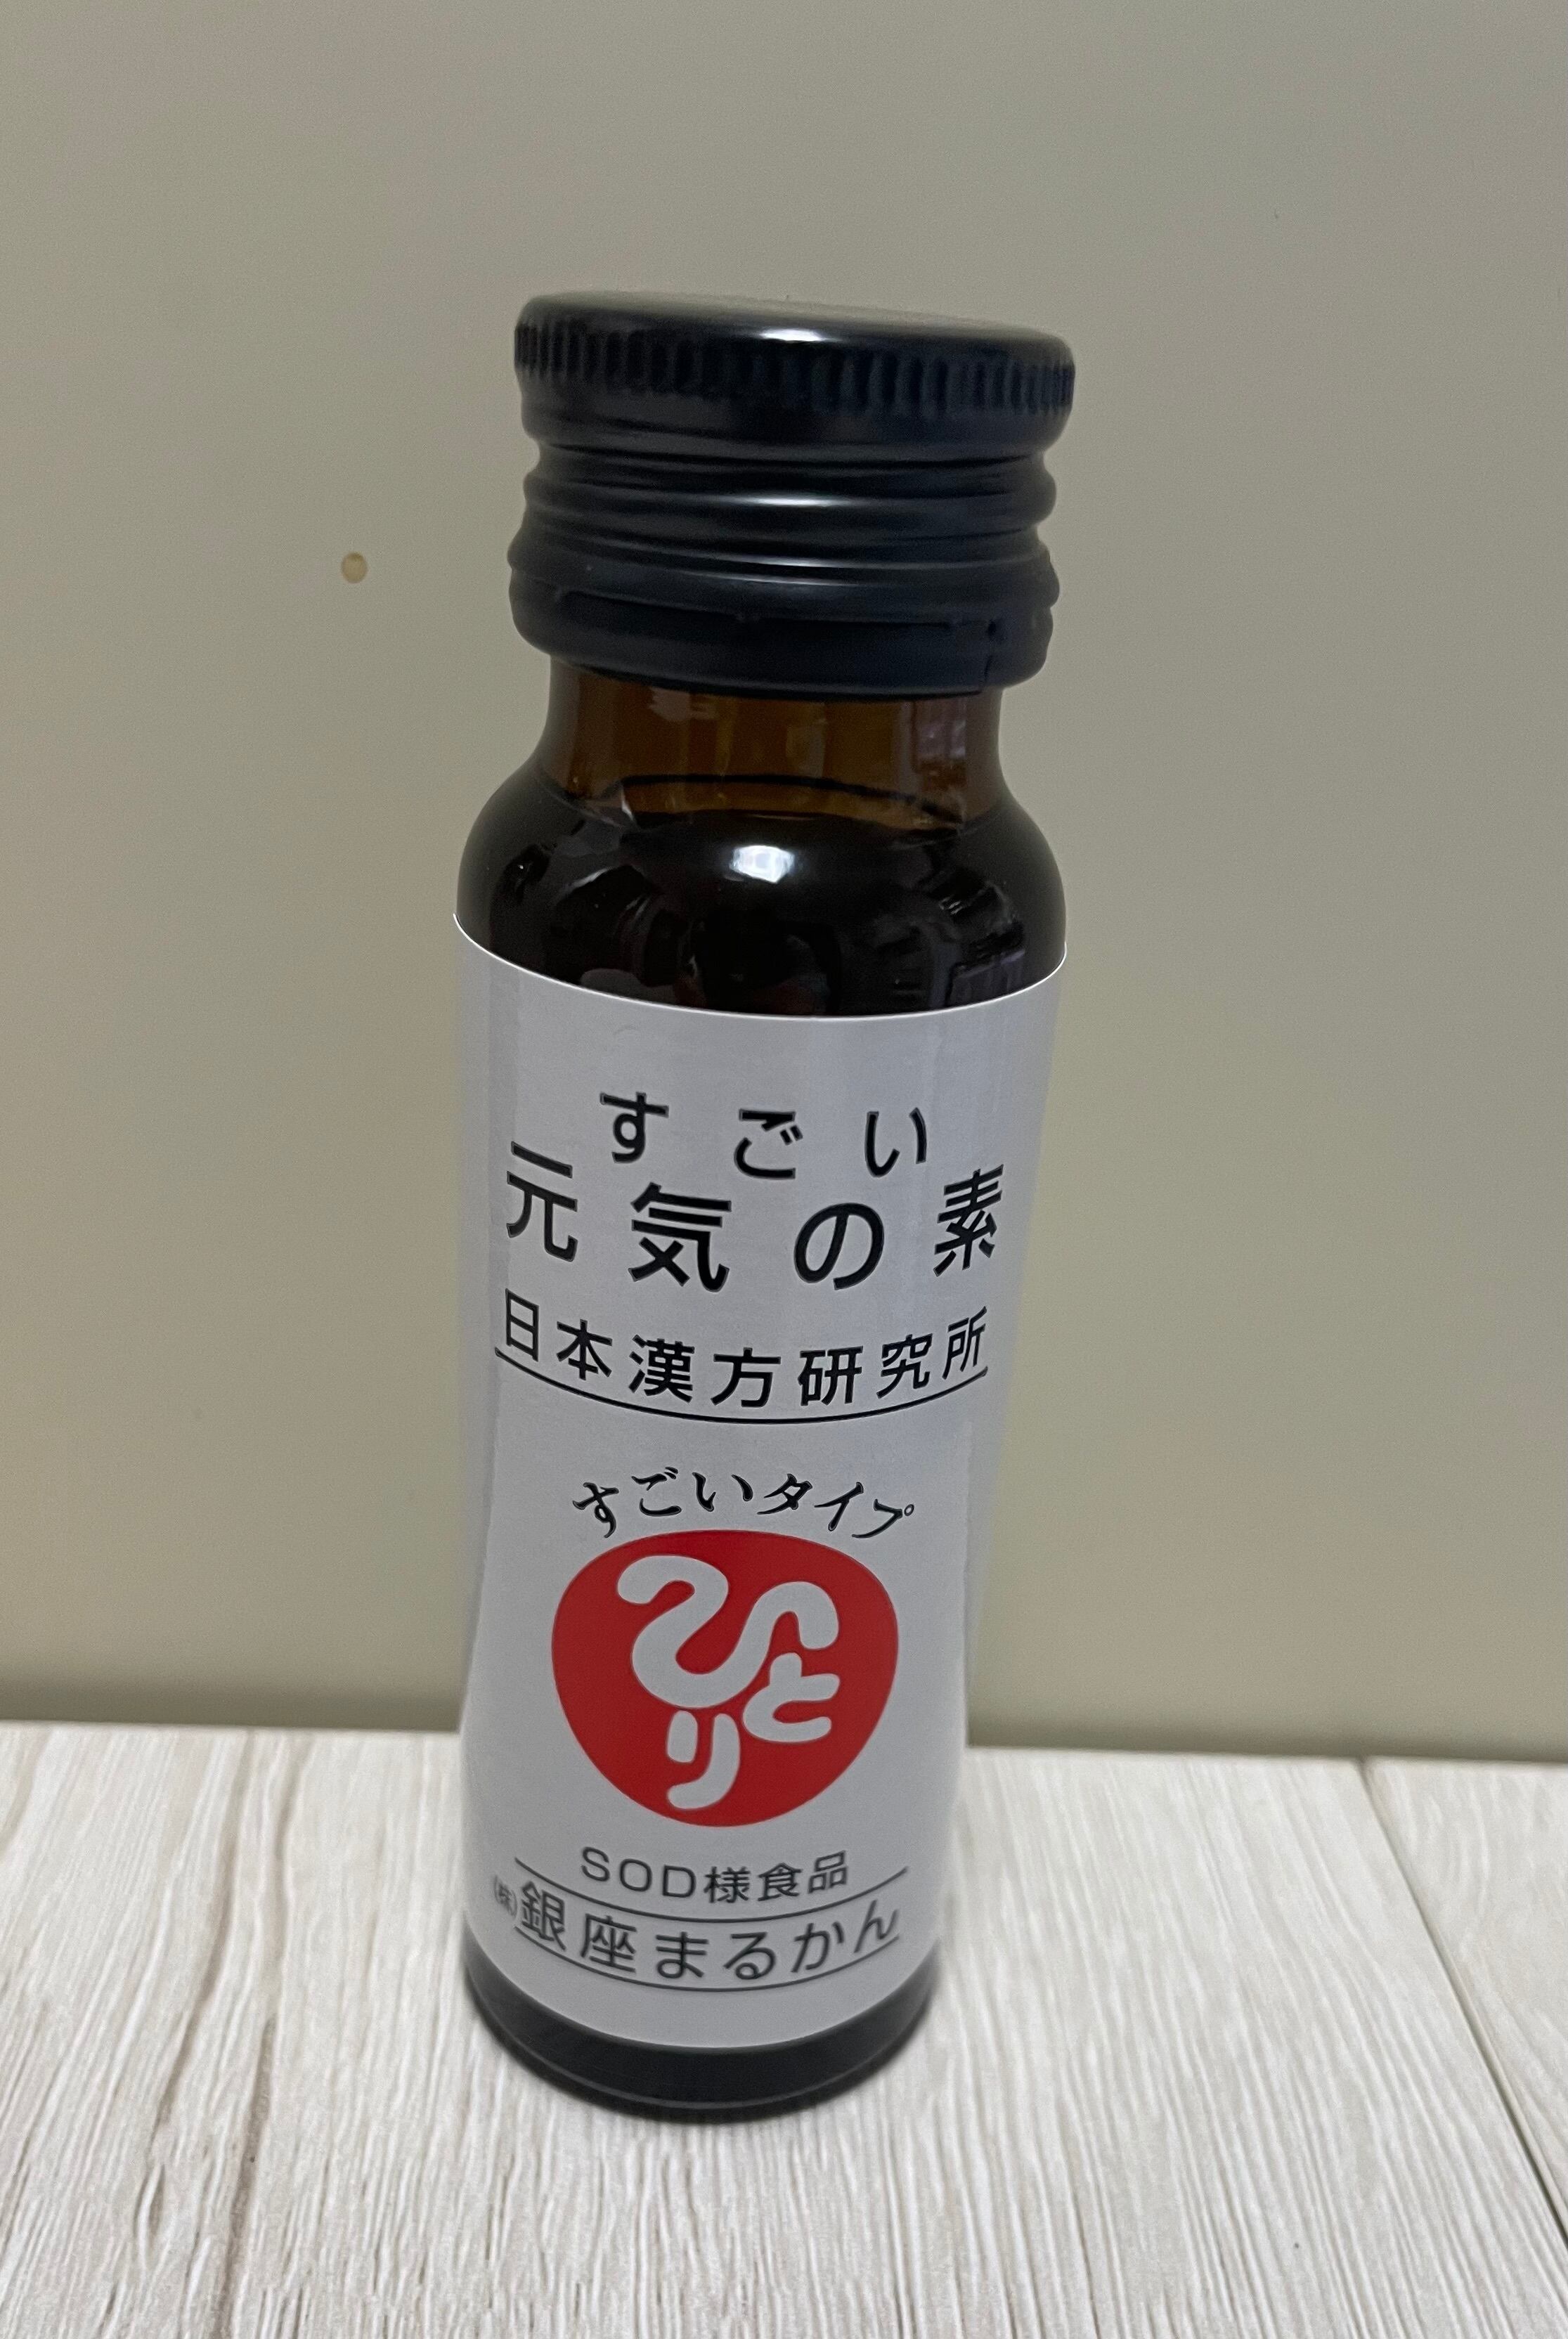 すごい
元気の素
日本漢方研究所
すごいタイプ
ひとり
SOD様食品
㈱銀座まるかん